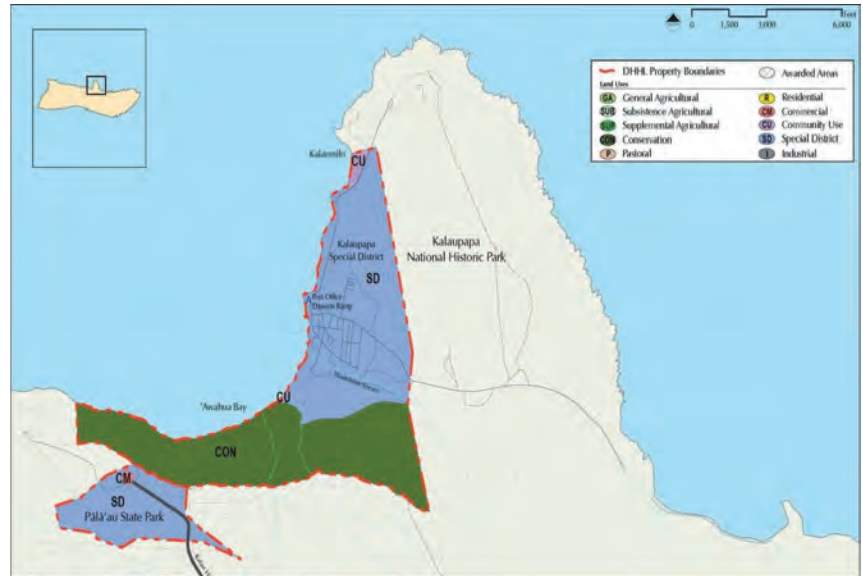 feet
0 1,500 3,000 6,000
DHHL Property Boundaries
Awarded Areas
Land Uses
GA General Agricultural
SUB Subsistence Agricultural
SUP Supplemental Agricultural
CON Conservation
P Pastoral
R Residential
CM Commercial
CU Community Use
SD Special District
I Industrial
CU
Kalaupapa
Special District
SD
Kalaupapa
National Historic Park
Post Office
CU
'Awahua Bay
CON
CM
SD
Pālā'au State Park